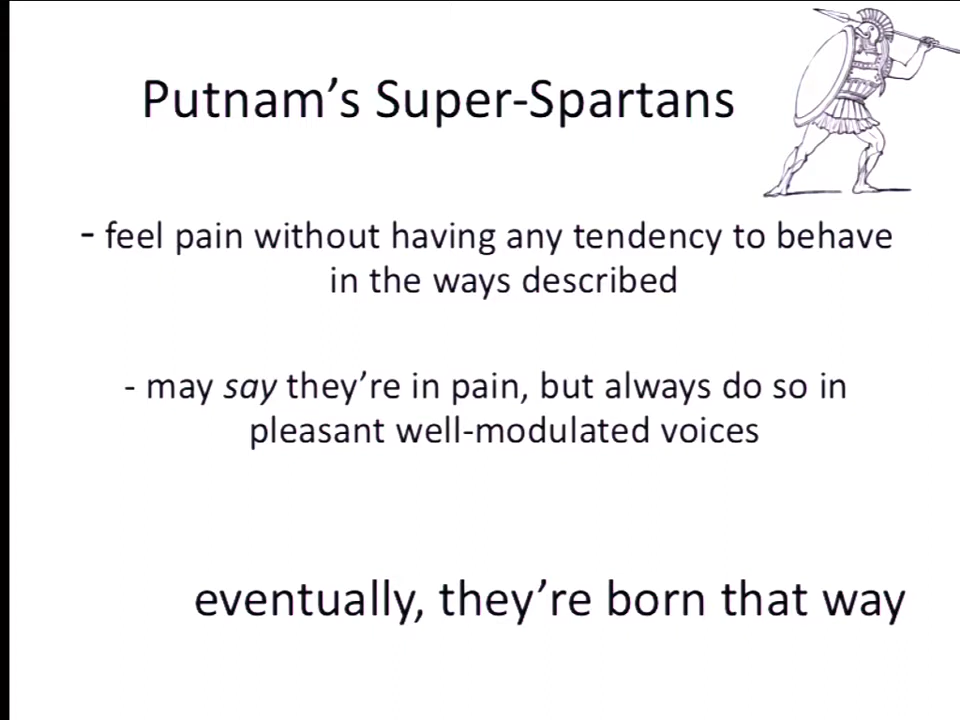 Putnam’s Super-Spartans
- feel pain without having any tendency to behave
in the ways described
- may say they’re in pain, but always do so in
pleasant well-modulated voices
eventually, they’re born that way